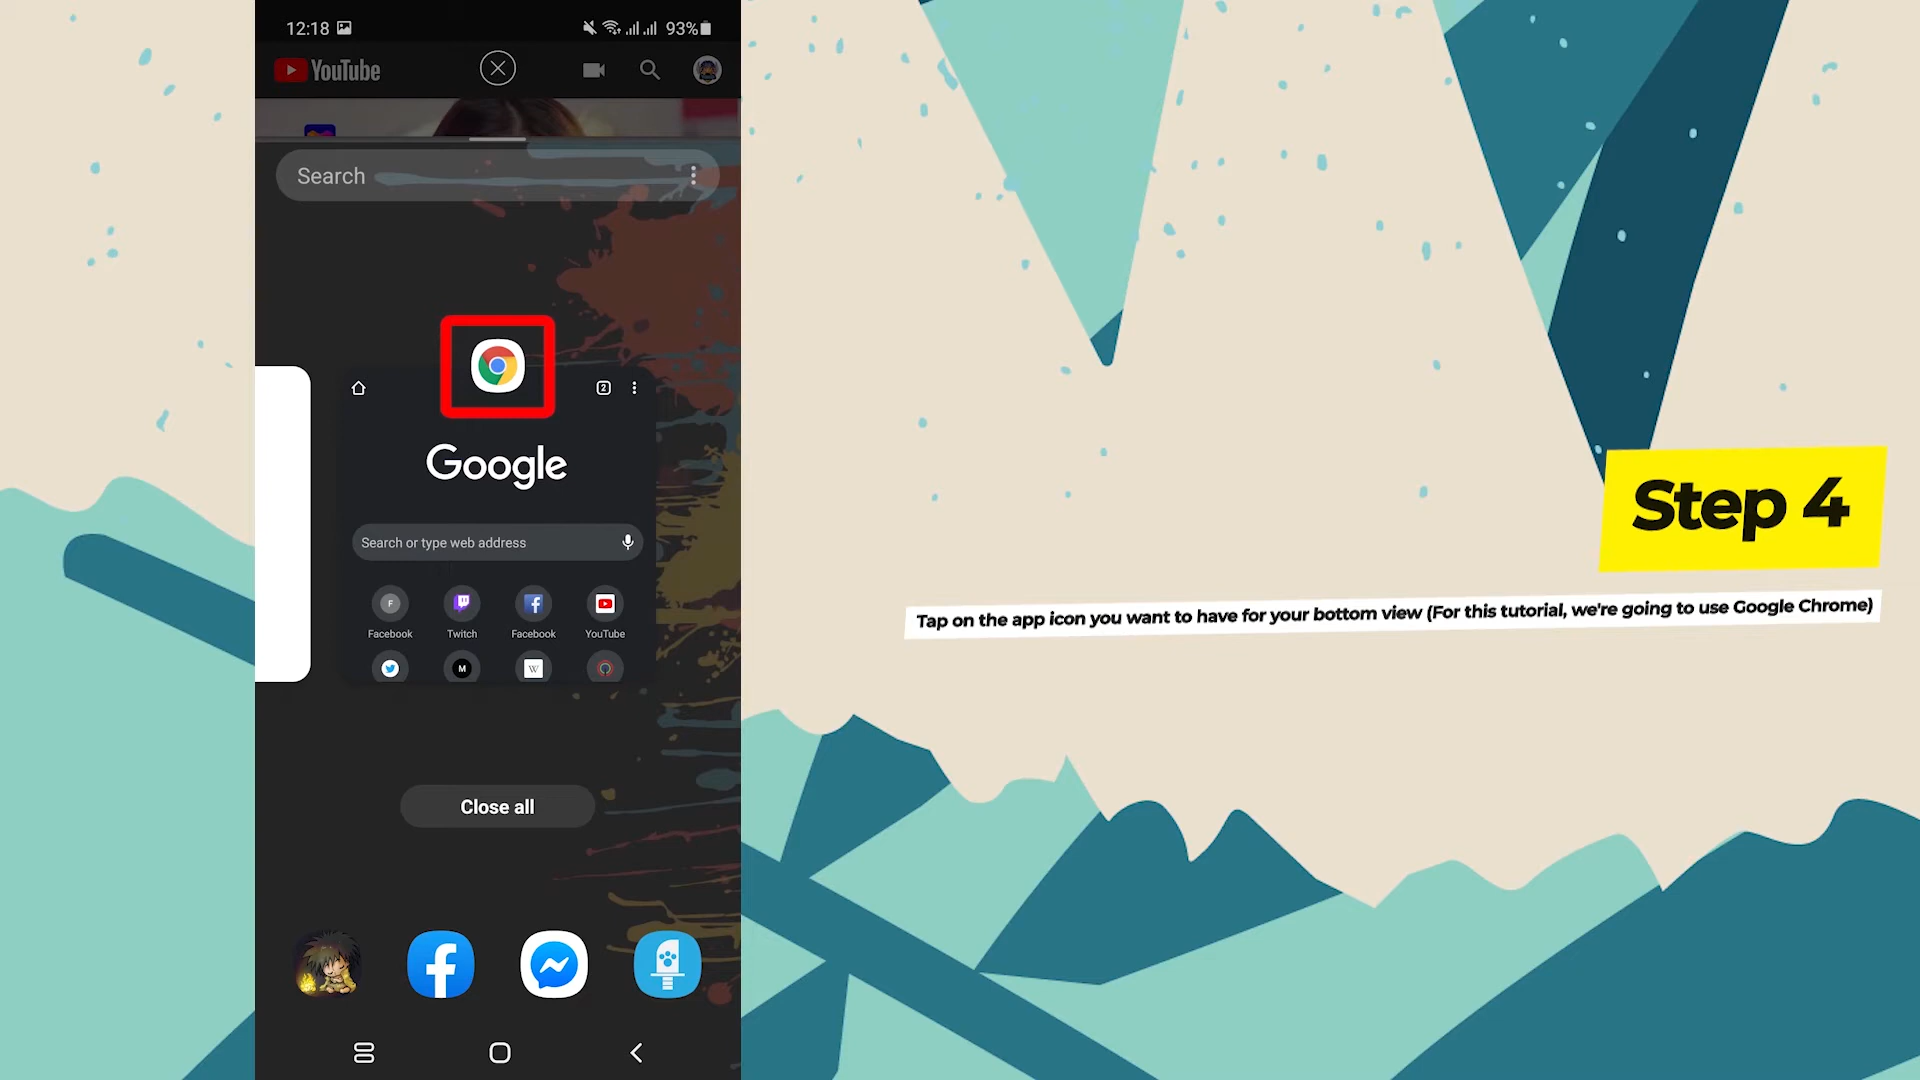 12:18
93%
YouTube
Search
2
Google
Search or type web address
F
Facebook
Twitch
Facebook
YouTube
M
W
Close all
Step 4
Tap on the app icon you want to have for your bottom view (For this tutorial, we're going to use Google Chrome)